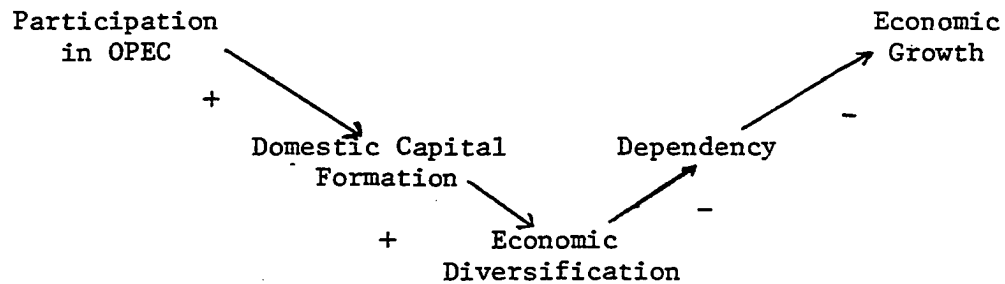 Participation
in OPEC
Economic
Growth
+
-
Domestic Capital
Formation
Dependency
+
-
Economic
Diversification